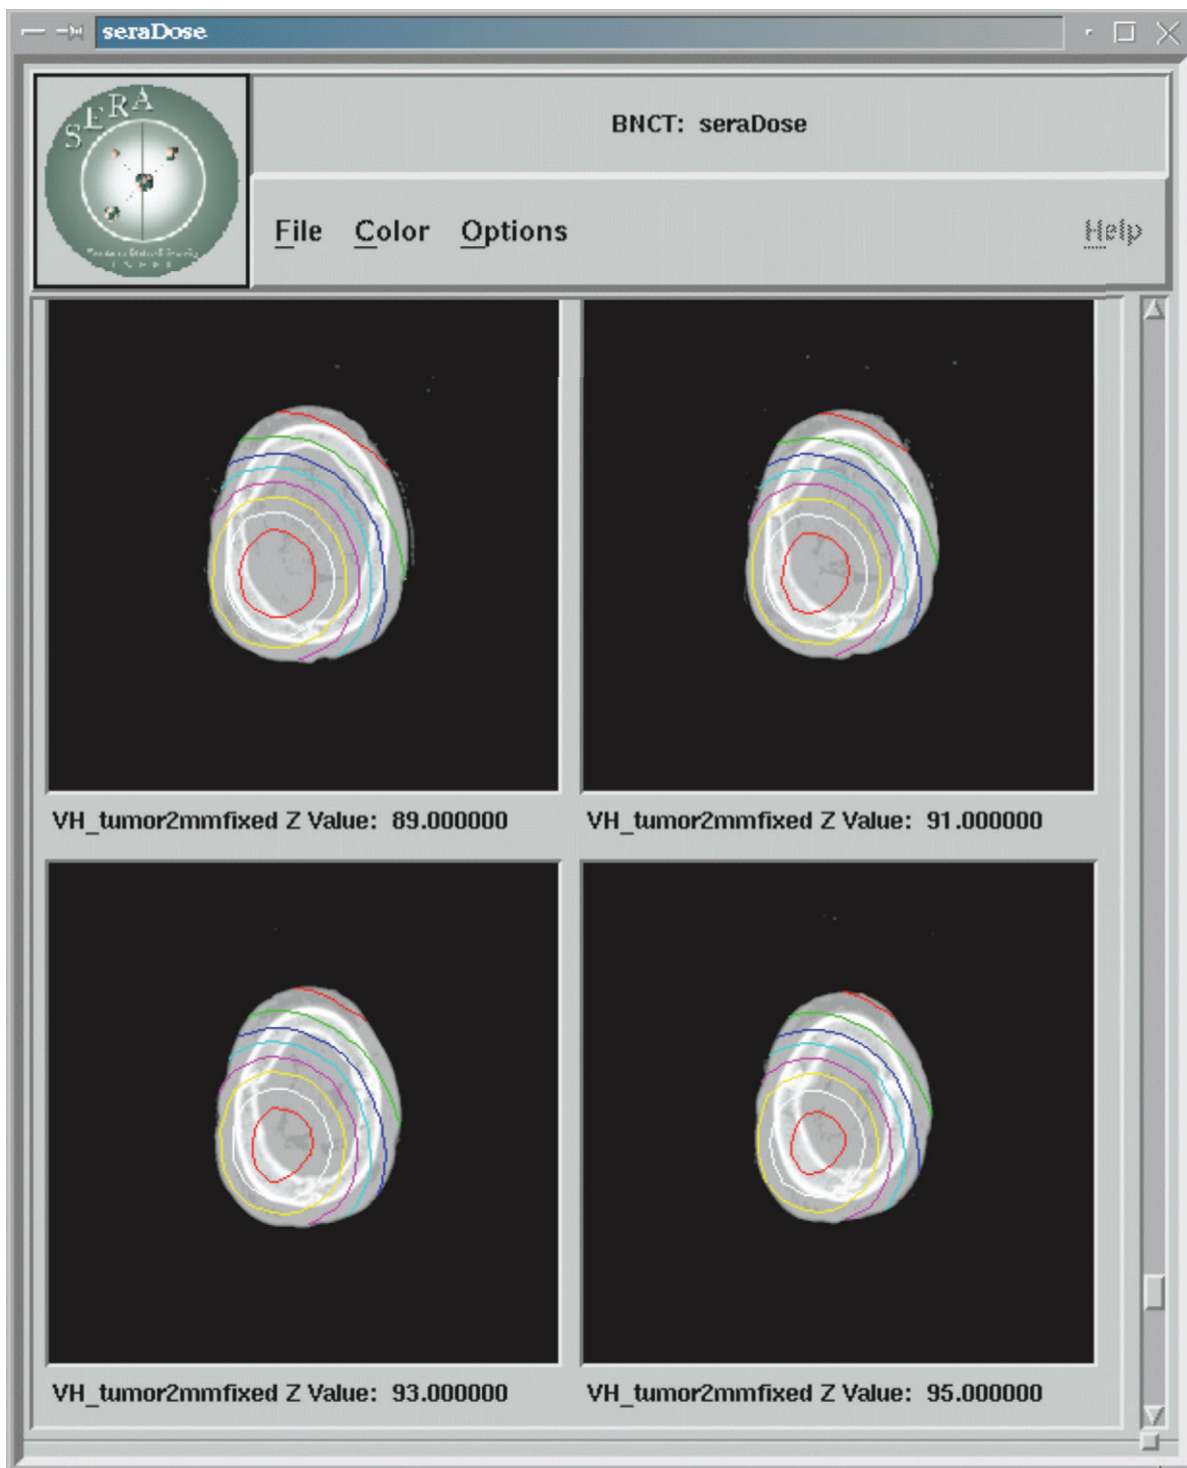 seraDose
SERA
BNCT: seraDose
File Color Options Help
VH_tumor2mmfixed Z Value: 89.000000
VH_tumor2mmfixed Z Value: 91.000000
VH_tumor2mmfixed Z Value: 93.000000
VH_tumor2mmfixed Z Value: 95.000000